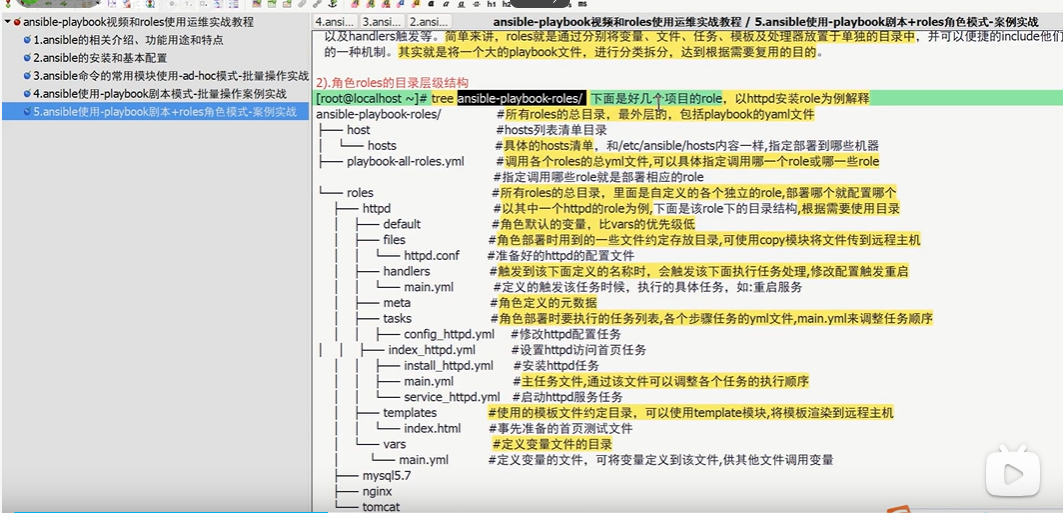 ansible-playbook视频和roles使用运维实战教程
1.ansible的相关介绍、功能用途和特点
2.ansible的安装和基本配置
3.ansible命令的常用模块使用-ad-hoc模式-批量操作实战
4.ansible使用-playbook剧本模式-批量操作案例实战
5.ansible使用-playbook剧本+roles角色模式-案例实战
4.ansi... 3.ansi... 2.ansi...
ansible-playbook视频和roles使用运维实战教程 / 5.ansible使用-playbook剧本+roles角色模式-案例实战
以及handlers触发等。简单来讲，roles就是通过分别将变量、文件、任务、模板及处理器放置于单独的目录中，并可以便捷的include他们
的一种机制。其实就是将一个大的playbook文件，进行分类拆分，达到根据需要复用的目的。
2).角色roles的目录层级结构
[root@localhost ~]# tree ansible-playbook-roles/ 下面是好几个项目的role，以httpd安装role为例解释
ansible-playbook-roles/ #所有roles的总目录，最外层的，包括playbook的yaml文件
├── host #hosts列表清单目录
│ └── hosts #具体的hosts清单，和/etc/ansible/hosts内容一样,指定部署到哪些机器
├── playbook-all-roles.yml #调用各个roles的总yml文件,可以具体指定调用哪一个role或哪一些role
#指定调用哪些role就是部署相应的role
└── roles #所有roles的总目录，里面是自定义的各个独立的role,部署哪个就配置哪个
├── httpd #以其中一个httpd的role为例,下面是该role下的目录结构,根据需要使用目录
│ ├── default #角色默认的变量，比vars的优先级低
│ ├── files #角色部署时用到的一些文件约定存放目录,可使用copy模块将文件传到远程主机
│ │ └── httpd.conf #准备好的httpd的配置文件
│ ├── handlers #触发到该下面定义的名称时，会触发该下面执行任务处理,修改配置触发重启
│ │ └── main.yml #定义的触发该任务时候，执行的具体任务，如:重启服务
│ ├── meta #角色定义的元数据
│ ├── tasks #角色部署时要执行的任务列表,各个步骤任务的yml文件,main.yml来调整任务顺序
│ │ ├── config_httpd.yml #修改httpd配置任务
│ │ ├── index_httpd.yml #设置httpd访问首页任务
│ │ ├── install_httpd.yml #安装httpd任务
│ │ ├── main.yml #主任务文件,通过该文件可以调整各个任务的执行顺序
│ │ └── service_httpd.yml #启动httpd服务任务
│ ├── templates #使用的模板文件约定目录，可以使用template模块,将模板渲染到远程主机
│ │ └── index.html #事先准备的首页测试文件
│ └── vars #定义变量文件的目录
│ └── main.yml #定义变量的文件，可将变量定义到该文件,供其他文件调用变量
├── mysql5.7
├── nginx
└── tomcat